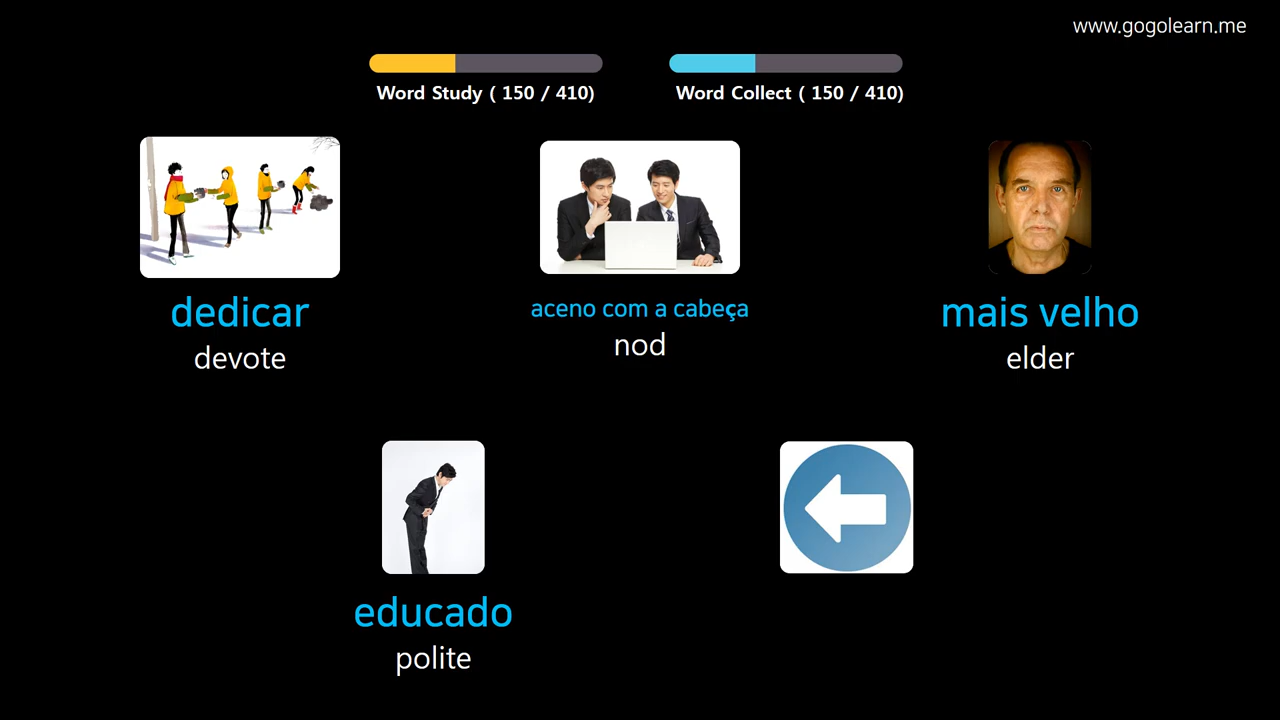 www.gogolearn.me
Word Study ( 150 / 410)
Word Collect ( 150 / 410)
dedicar
devote
aceno com a cabeça
nod
mais velho
elder
educado
polite